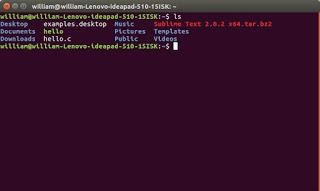 william@william-Lenovo-ideapad-510-15ISK: ~
william@william-Lenovo-ideapad-510-15ISK:~$ ls
Desktop examples.desktop Music Sublime Text 2.0.2 x64.tar.bz2
Documents hello Pictures Templates
Downloads hello.c Public Videos
william@william-Lenovo-ideapad-510-15ISK:~$